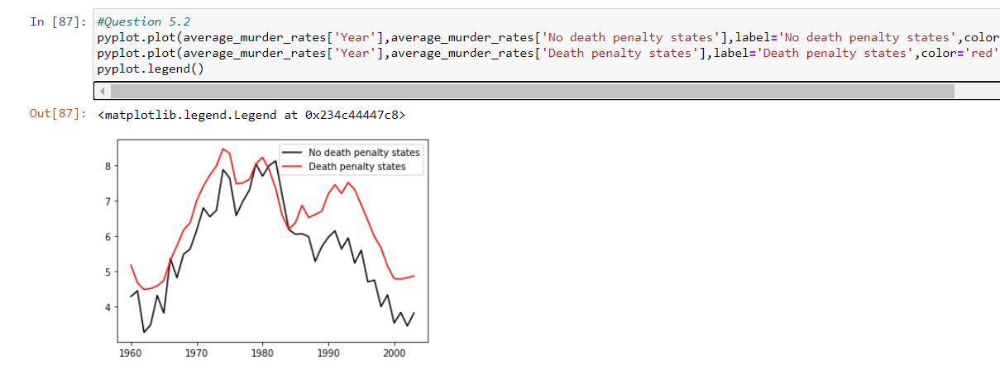 In [87]: #Question 5.2
pyplot.plot(average_murder_rates['Year'],average_murder_rates['No death penalty states'],label='No death penalty states',color
pyplot.plot(average_murder_rates['Year'],average_murder_rates['Death penalty states'],label='Death penalty states',color='red'
pyplot.legend()
Out[87]: <matplotlib.legend.Legend at 0x234c44447c8>
No death penalty states
Death penalty states
8
7
6
5
4
1960 1970 1980 1990 2000